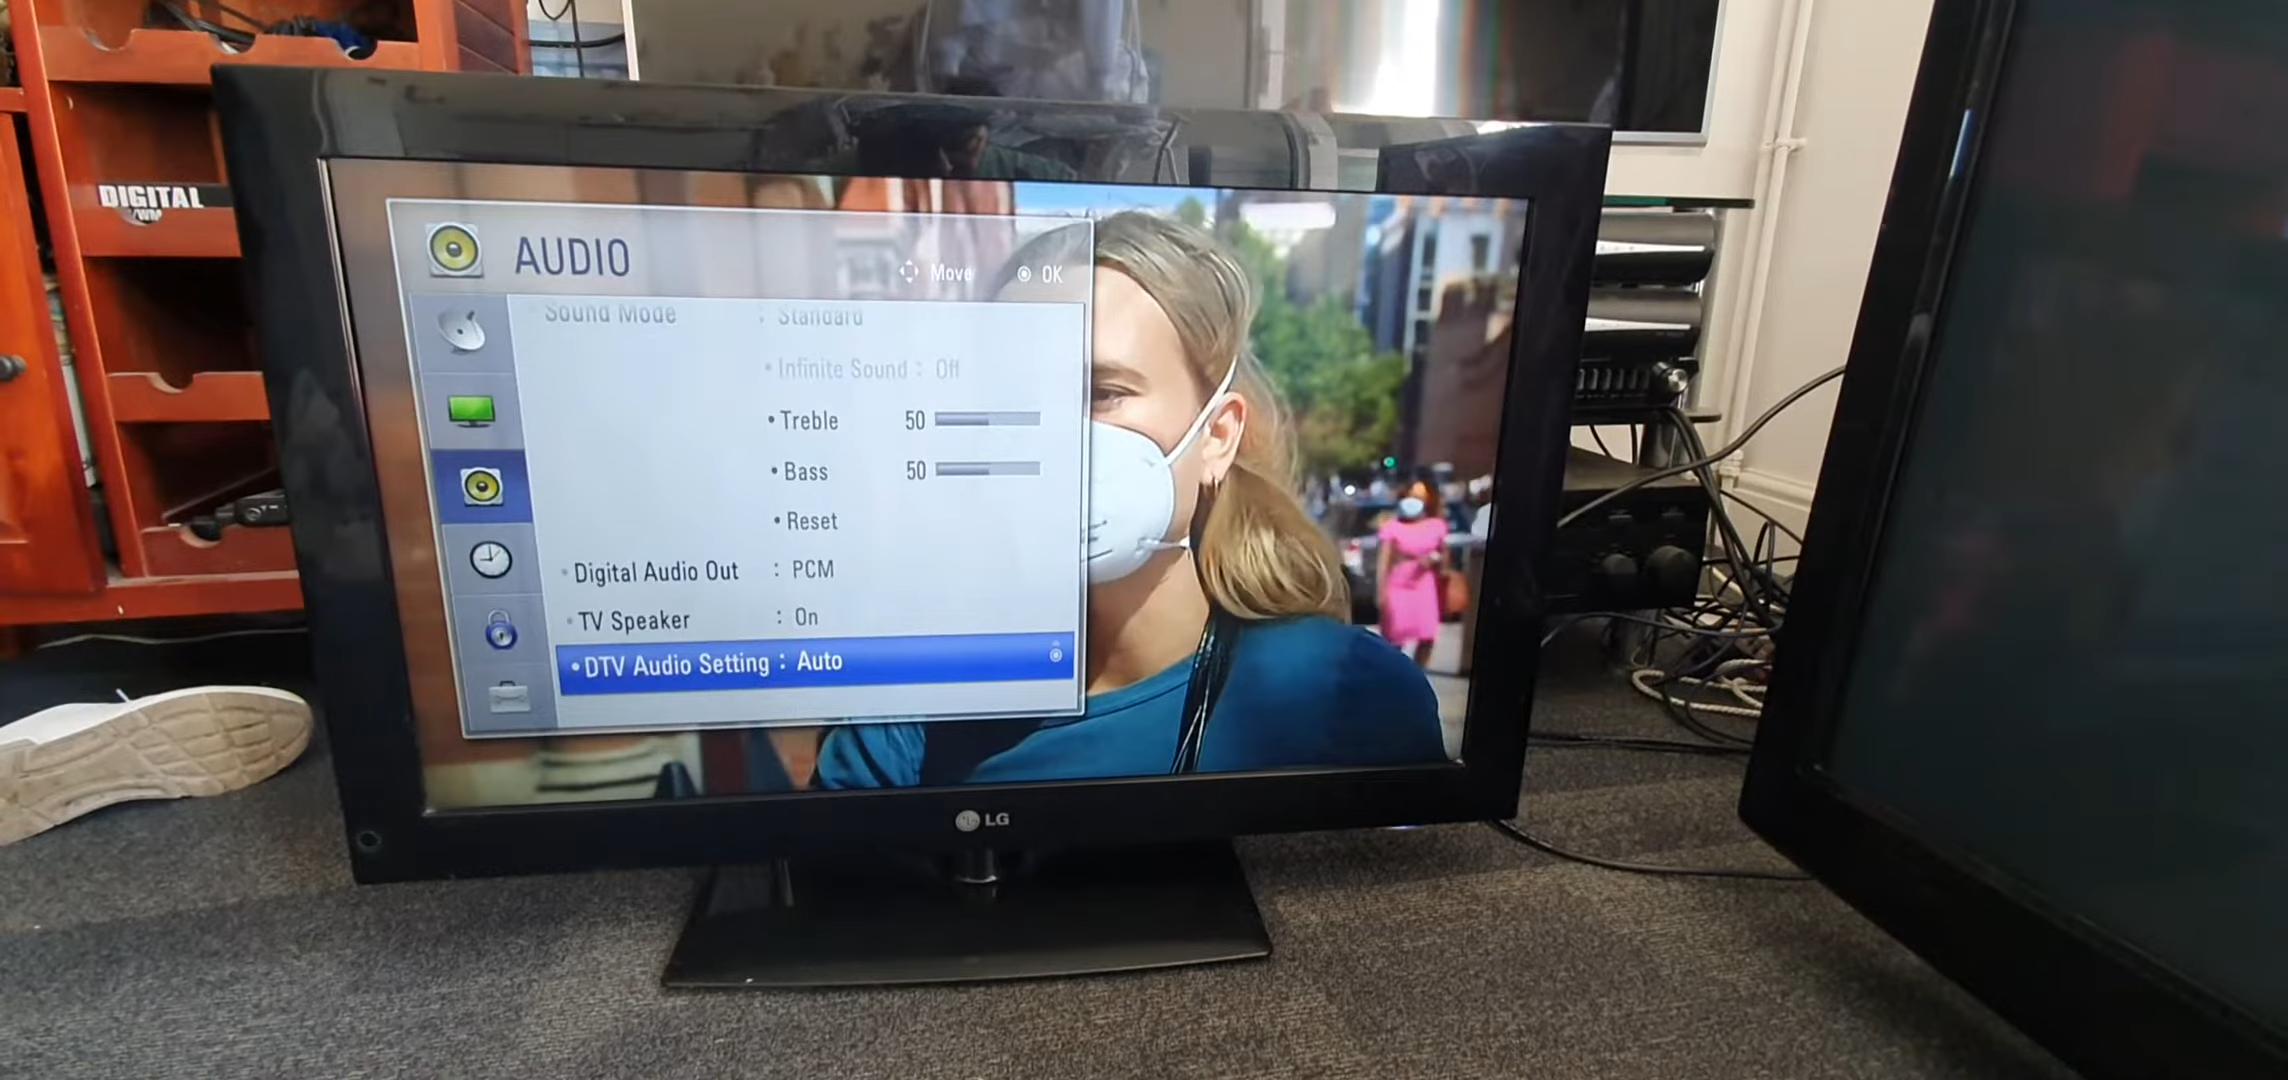 DIGITAL
AUDIO
Move
OK
Sound Mode : Standard
• Infinite Sound : Off
• Treble 50
• Bass 50
• Reset
• Digital Audio Out : PCM
• TV Speaker : On
• DTV Audio Setting : Auto
LG